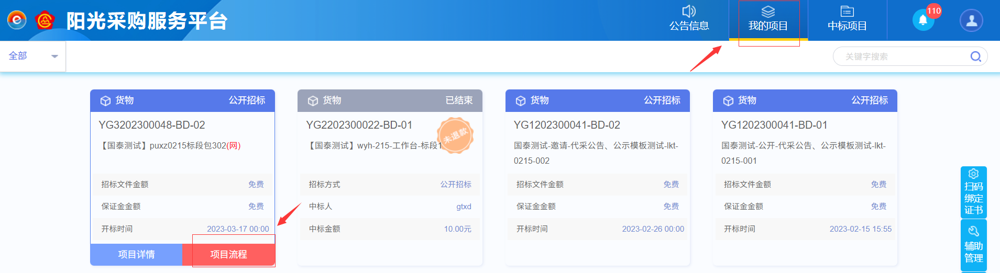 阳光采购服务平台
公告信息
我的项目
中标项目
110
全部
关键字搜索
货物 公开招标
YG3202300048-BD-02
【国泰测试】puxz0215标段包302(网)
招标文件金额 免费
保证金金额 免费
开标时间 2023-03-17 00:00
项目详情 项目流程
货物 已结束
YG2202300022-BD-01
未退款
【国泰测试】wyh-215-工作台-标段1
招标方式 公开招标
中标人 gtxd
中标金额 10.00元
货物 公开招标
YG1202300041-BD-02
国泰测试-邀请-代采公告、公示模板测试-lkt-
0215-002
招标文件金额 免费
保证金金额 免费
开标时间 2023-02-26 00:00
货物 公开招标
YG1202300041-BD-01
国泰测试-公开-代采公告、公示模板测试-lkt-
0215-001
招标文件金额 免费
保证金金额 免费
开标时间 2023-02-15 15:55
扫码
绑定
证书
辅助
管理